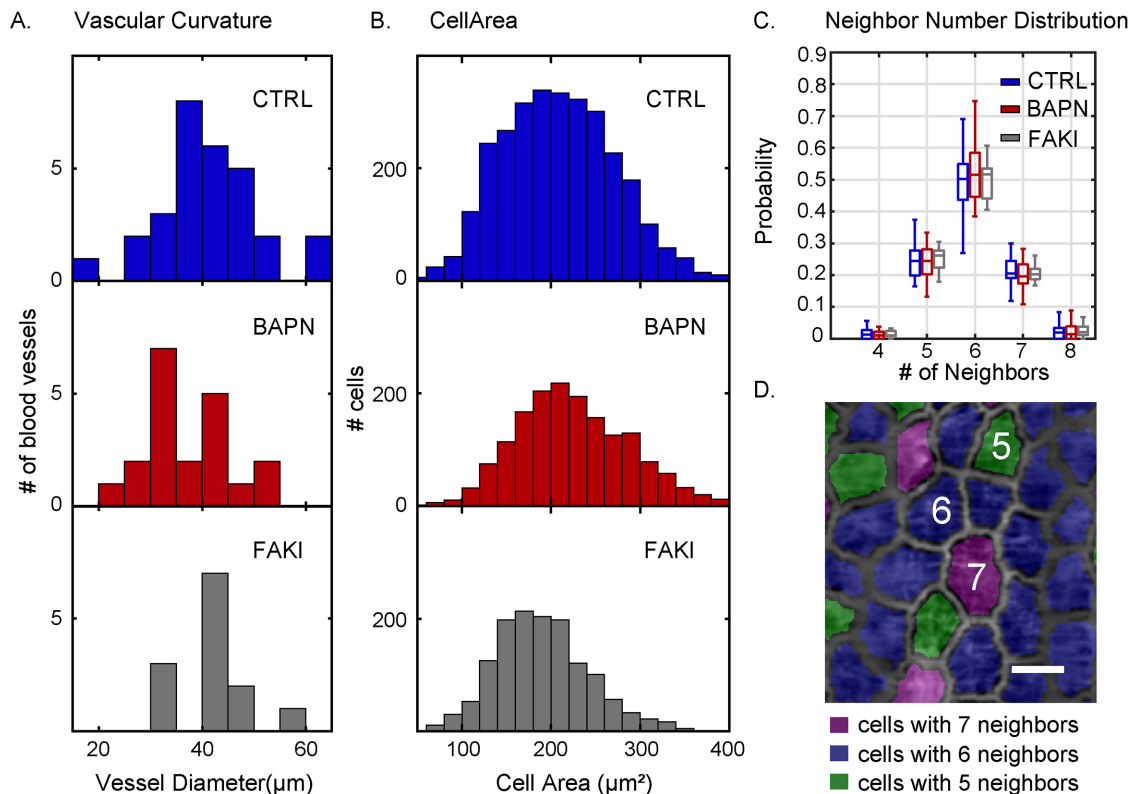 A. Vascular Curvature
B. CellArea
C. Neighbor Number Distribution
# of blood vessels
CTRL
5
0
BAPN
5
0
FAKI
5
20 40 60
Vessel Diameter(µm)
# cells
CTRL
200
0
BAPN
200
0
FAKI
200
100 200 300 400
Cell Area (µm²)
Probability
0.9
0.8
0.7
0.6
0.5
0.4
0.3
0.2
0.1
0
CTRL
BAPN
FAKI
4 5 6 7 8
# of Neighbors
D.
5
6
7
cells with 7 neighbors
cells with 6 neighbors
cells with 5 neighbors